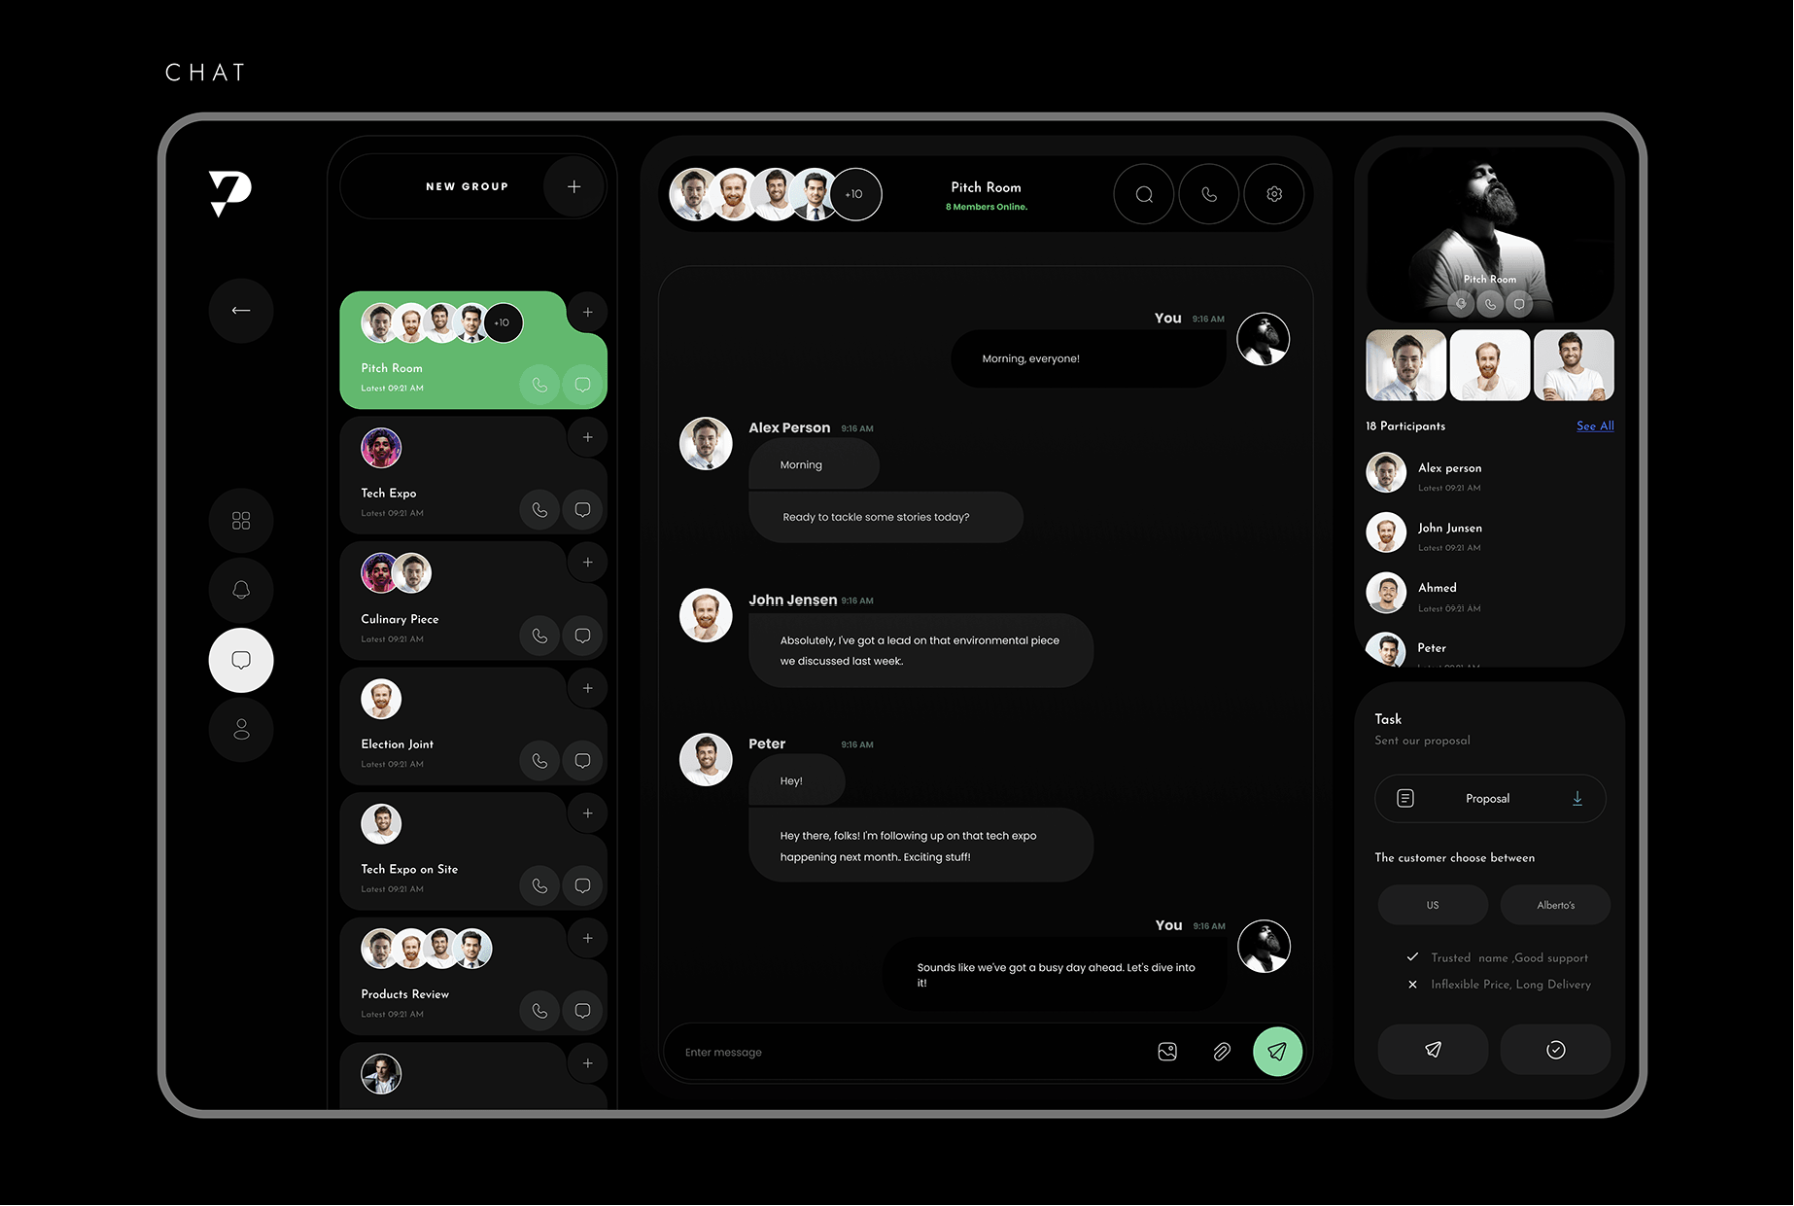 CHAT
NEW GROUP
+10
Pitch Room
Latest 09:21 AM
Tech Expo
Latest 09:21 AM
Culinary Piece
Latest 09:21 AM
Election Joint
Latest 09:21 AM
Tech Expo on Site
Latest 09:21 AM
Products Review
Latest 09:21 AM
+10
Pitch Room
8 Members Online.
You 9:16 AM
Morning, everyone!
Alex Person 9:16 AM
Morning
Ready to tackle some stories today?
John Jensen 9:16 AM
Absolutely, I've got a lead on that environmental piece
we discussed last week.
Peter 9:16 AM
Hey!
Hey there, folks! I'm following up on that tech expo
happening next month. Exciting stuff!
You 9:16 AM
Sounds like we've got a busy day ahead. Let's dive into
it!
Enter message
Pitch Room
18 Participants See All
Alex person
Latest 09:21 AM
John Junsen
Latest 09:21 AM
Ahmed
Latest 09:21 AM
Peter
Latest 09:21 AM
Task
Sent our proposal
Proposal
The customer choose between
US Alberto's
Trusted name ,Good support
Inflexible Price, Long Delivery